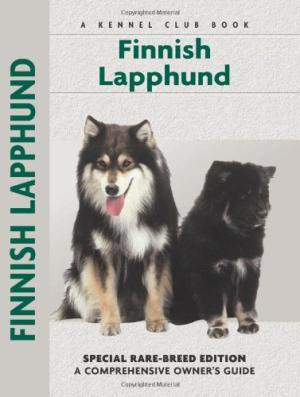 A KENNEL CLUB BOOK
Finnish
Lapphund
FINNISH LAPPHUND
SPECIAL RARE-BREED EDITION
A COMPREHENSIVE OWNER'S GUIDE